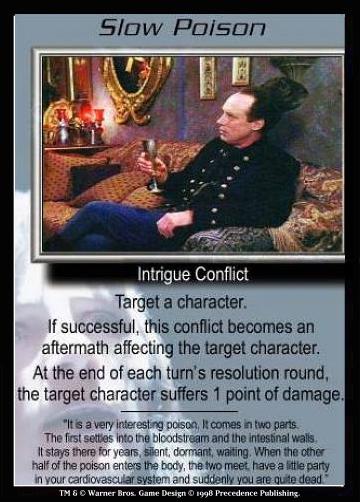 Slow Poison
Intrigue Conflict
Target a character.
If successful, this conflict becomes an
aftermath affecting the target character.
At the end of each turn's resolution round,
the target character suffers 1 point of damage.
"It is a very interesting poison. It comes in two parts.
The first settles into the bloodstream and the intestinal walls.
It stays there for years, silent, dormant, waiting. When the other
half of the poison enters the body, the two meet, have a little party
in your cardiovascular system and suddenly you are quite dead."
TM & © Warner Bros. Game Design © 1998 Precedence Publishing.